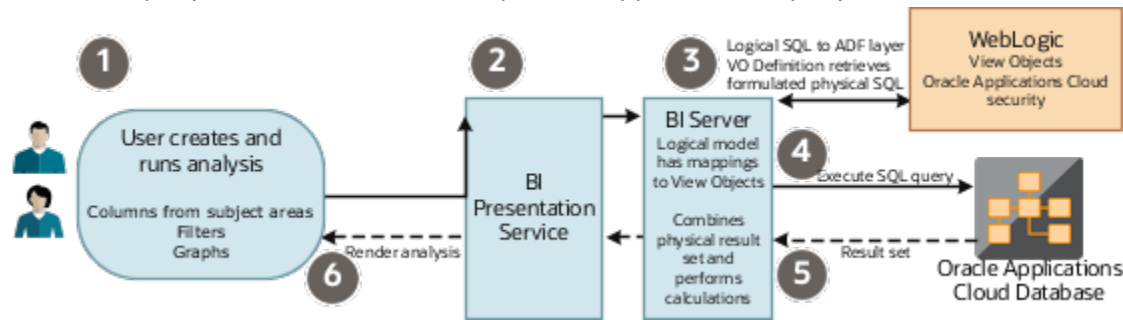 1
User creates and
runs analysis
Columns from subject areas
Filters
Graphs
2
BI
Presentation
Service
3
Logical SQL to ADF layer
VO Definition retrieves
formulated physical SQL
WebLogic
View Objects
Oracle Applications Cloud
security
BI Server
Logical model
has mappings
to View Objects
Combines
physical result
set and
performs
calculations
4
Execute SQL query
Oracle Applications
Cloud Database
5
Result set
6
Render analysis